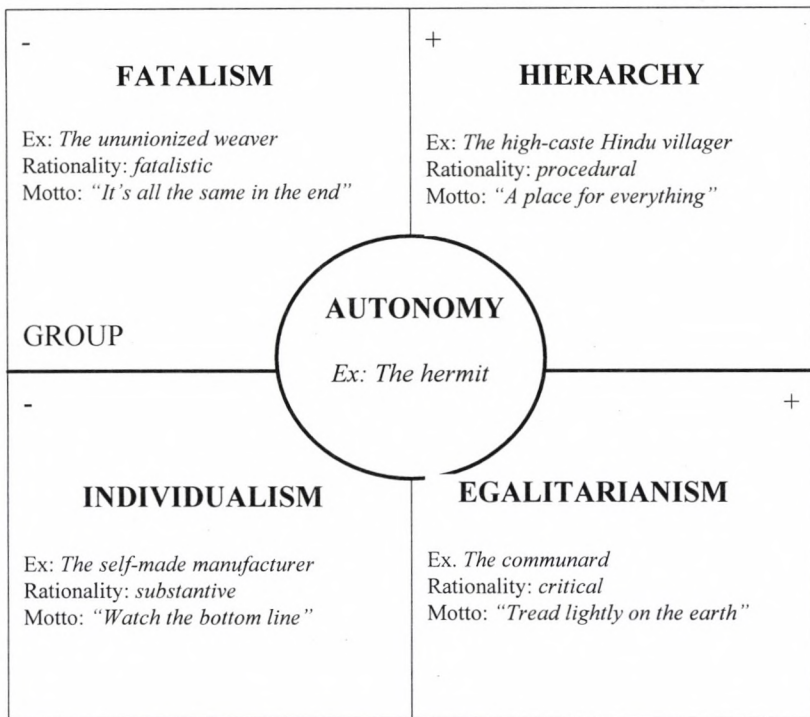 -
FATALISM
Ex: The ununionized weaver
Rationality: fatalistic
Motto: “It’s all the same in the end”
+
HIERARCHY
Ex: The high-caste Hindu villager
Rationality: procedural
Motto: “A place for everything”
GROUP
AUTONOMY
Ex: The hermit
-
INDIVIDUALISM
Ex: The self-made manufacturer
Rationality: substantive
Motto: “Watch the bottom line”
+
EGALITARIANISM
Ex. The communard
Rationality: critical
Motto: “Tread lightly on the earth”